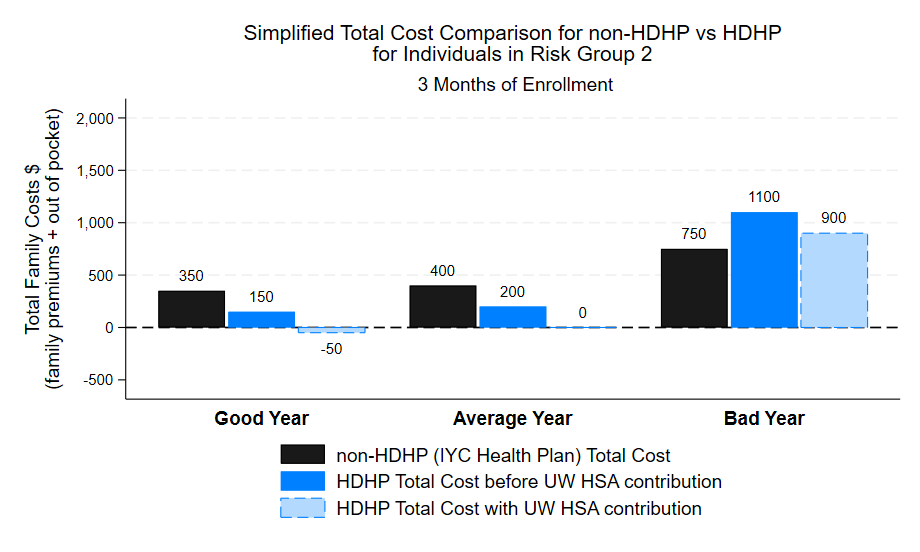 Simplified Total Cost Comparison for non-HDHP vs HDHP
for Individuals in Risk Group 2
3 Months of Enrollment
Total Family Costs $
(family premiums + out of pocket)
2,000
1,500
1,000
500
0
-500
350
150
-50
400
200
0
750
1100
900
Good Year
Average Year
Bad Year
non-HDHP (IYC Health Plan) Total Cost
HDHP Total Cost before UW HSA contribution
HDHP Total Cost with UW HSA contribution